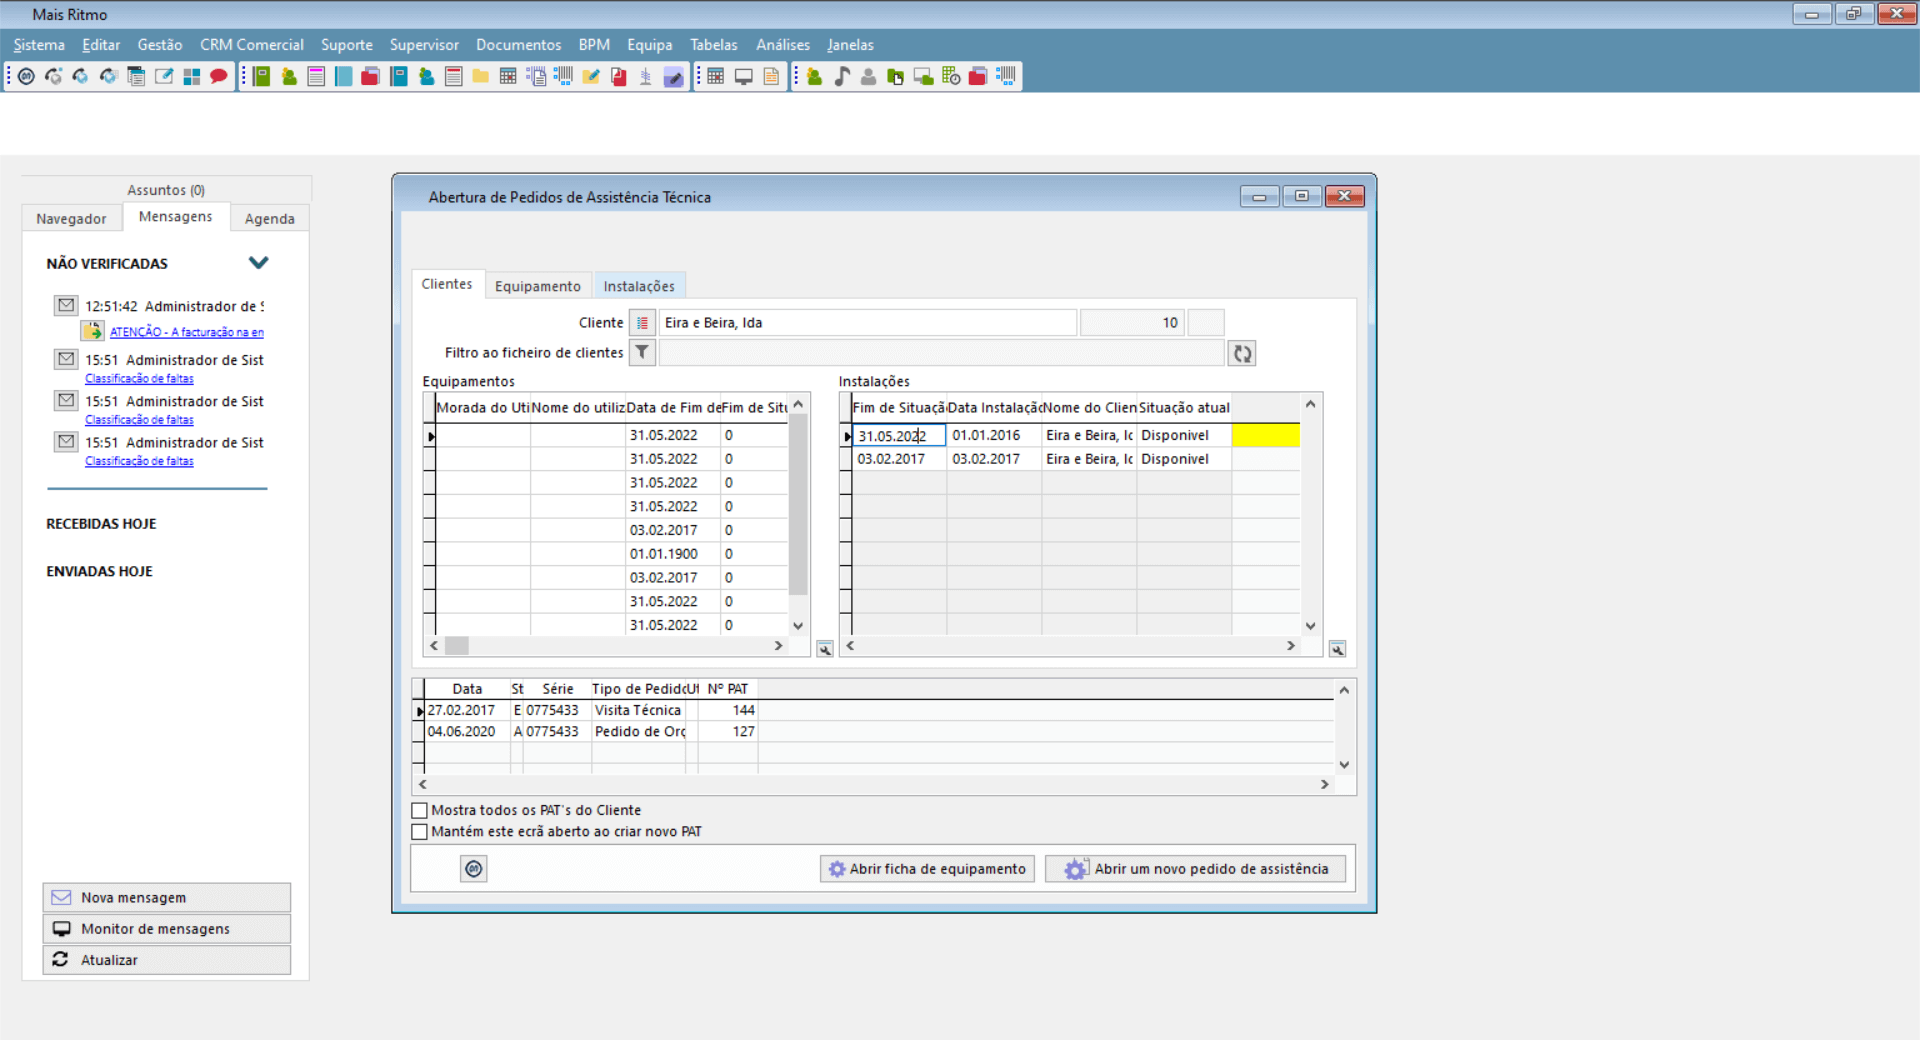 Mais Ritmo
Sistema Editar Gestão CRM Comercial Suporte Supervisor Documentos BPM Equipa Tabelas Análises Janelas
Assuntos (0)
Navegador Mensagens Agenda
NÃO VERIFICADAS
12:51:42 Administrador de S
ATENÇÃO - A facturação na en
15:51 Administrador de Sist
Classificação de faltas
15:51 Administrador de Sist
Classificação de faltas
15:51 Administrador de Sist
Classificação de faltas
RECEBIDAS HOJE
ENVIADAS HOJE
Nova mensagem
Monitor de mensagens
Atualizar
Abertura de Pedidos de Assistência Técnica
Clientes Equipamento Instalações
Cliente Eira e Beira, lda 10
Filtro ao ficheiro de clientes
Equipamentos
Morada do Uti Nome do utiliz Data de Fim de Fim de Situ
31.05.2022 0
31.05.2022 0
31.05.2022 0
31.05.2022 0
03.02.2017 0
01.01.1900 0
03.02.2017 0
31.05.2022 0
31.05.2022 0
Instalações
Fim de Situação Data Instalação Nome do Clien Situação atual
31.05.2022 01.01.2016 Eira e Beira, lc Disponivel
03.02.2017 03.02.2017 Eira e Beira, lc Disponivel
Data St Série Tipo de Pedido Ut Nº PAT
27.02.2017 E 0775433 Visita Técnica 144
04.06.2020 A 0775433 Pedido de Orç 127
Mostra todos os PAT's do Cliente
Mantém este ecrã aberto ao criar novo PAT
Abrir ficha de equipamento Abrir um novo pedido de assistência